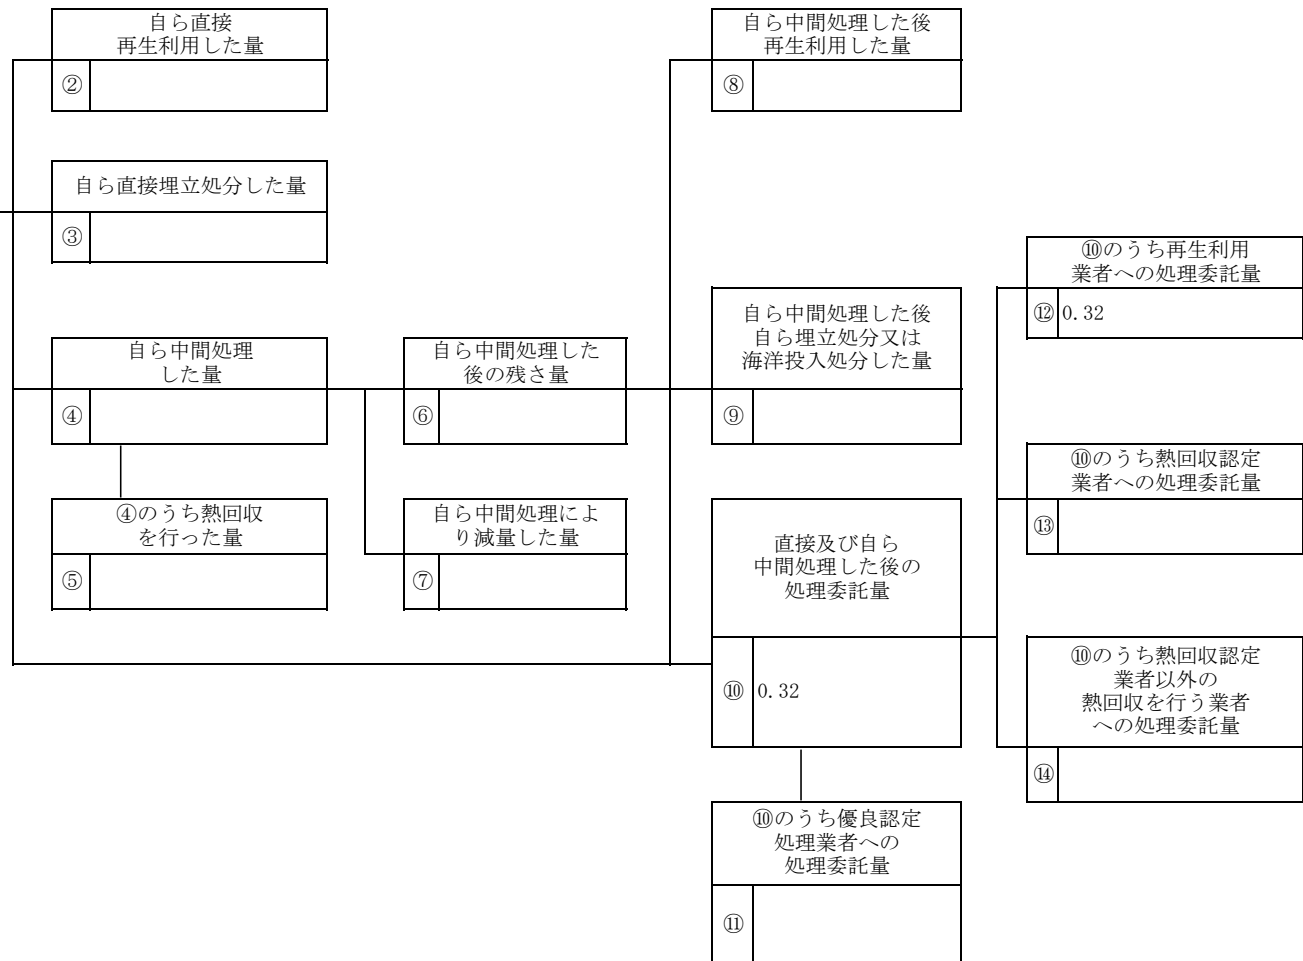 自ら直接
再生利用した量
②
自ら直接埋立処分した量
③
自ら中間処理
した量
④
④のうち熱回収
を行った量
⑤
自ら中間処理した
後の残さ量
⑥
自ら中間処理によ
り減量した量
⑦
自ら中間処理した後
再生利用した量
⑧
自ら中間処理した後
自ら埋立処分又は
海洋投入処分した量
⑨
直接及び自ら
中間処理した後の
処理委託量
⑩ 0.32
⑩のうち優良認定
処理業者への
処理委託量
⑪
⑩のうち再生利用
業者への処理委託量
⑫ 0.32
⑩のうち熱回収認定
業者への処理委託量
⑬
⑩のうち熱回収認定
業者以外の
熱回収を行う業者
への処理委託量
⑭